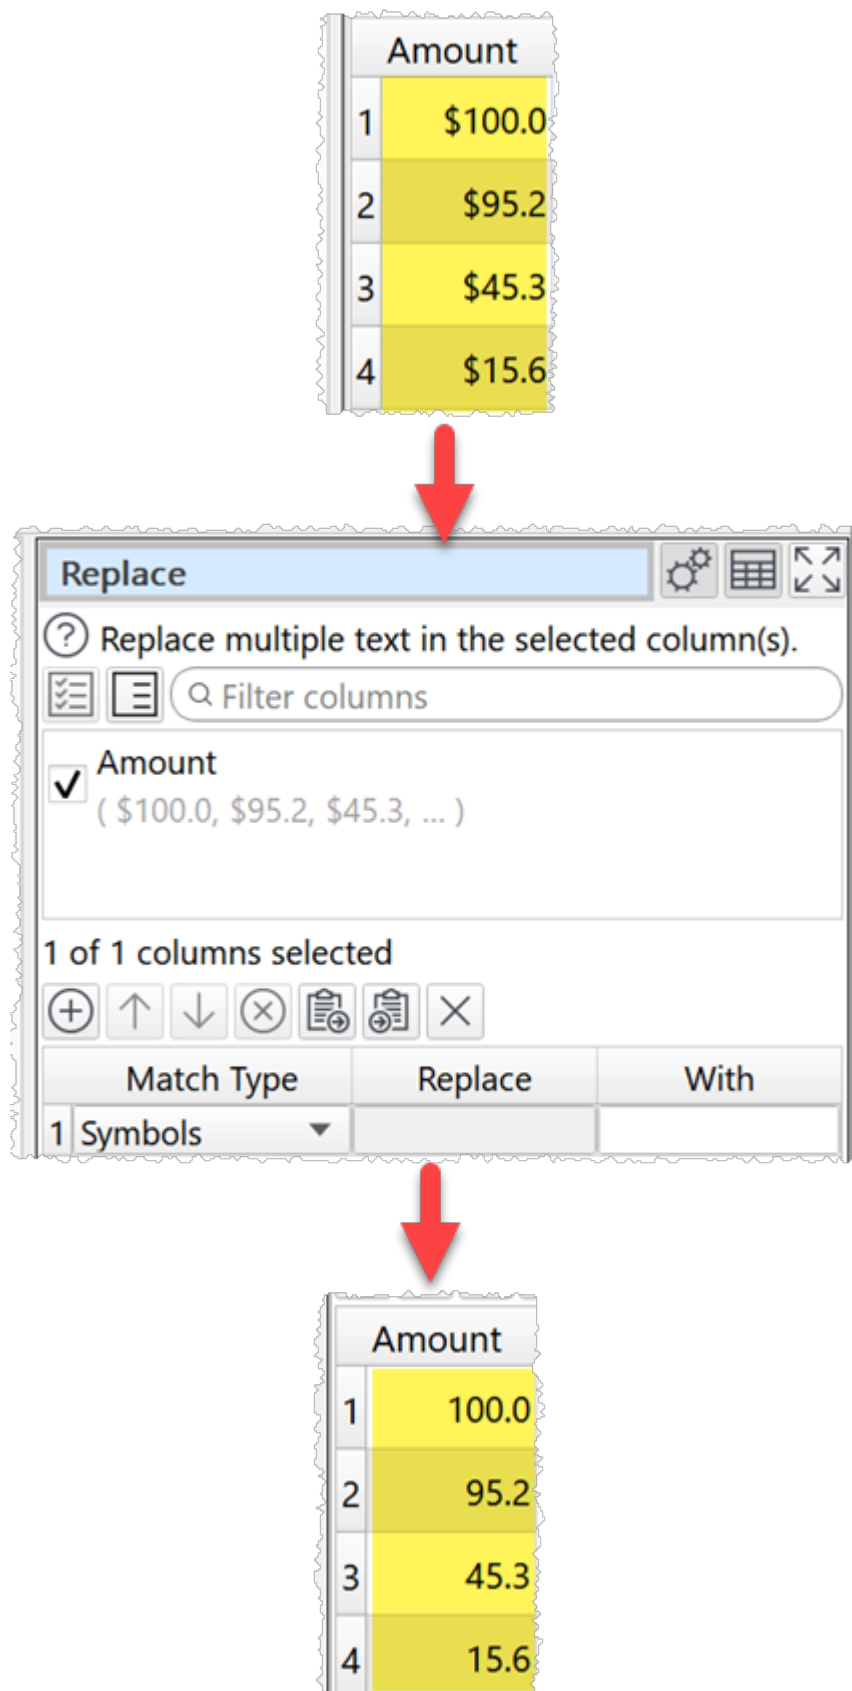 Amount
1 $100.0
2 $95.2
3 $45.3
4 $15.6
Replace
? Replace multiple text in the selected column(s).
Filter columns
Amount
( $100.0, $95.2, $45.3, ... )
1 of 1 columns selected
Match Type Replace With
1 Symbols
Amount
1 100.0
2 95.2
3 45.3
4 15.6